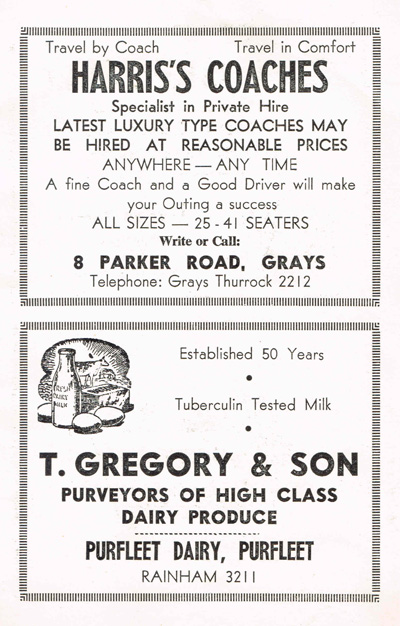 Travel by Coach Travel in Comfort
HARRIS'S COACHES
Specialist in Private Hire
LATEST LUXURY TYPE COACHES MAY
BE HIRED AT REASONABLE PRICES
ANYWHERE — ANY TIME
A fine Coach and a Good Driver will make
your Outing a success
ALL SIZES — 25 - 41 SEATERS
Write or Call:
8 PARKER ROAD, GRAYS
Telephone: Grays Thurrock 2212
Established 50 Years
•
Tuberculin Tested Milk
•
FRESH
DAIRY
MILK
T. GREGORY & SON
PURVEYORS OF HIGH CLASS
DAIRY PRODUCE
PURFLEET DAIRY, PURFLEET
RAINHAM 3211